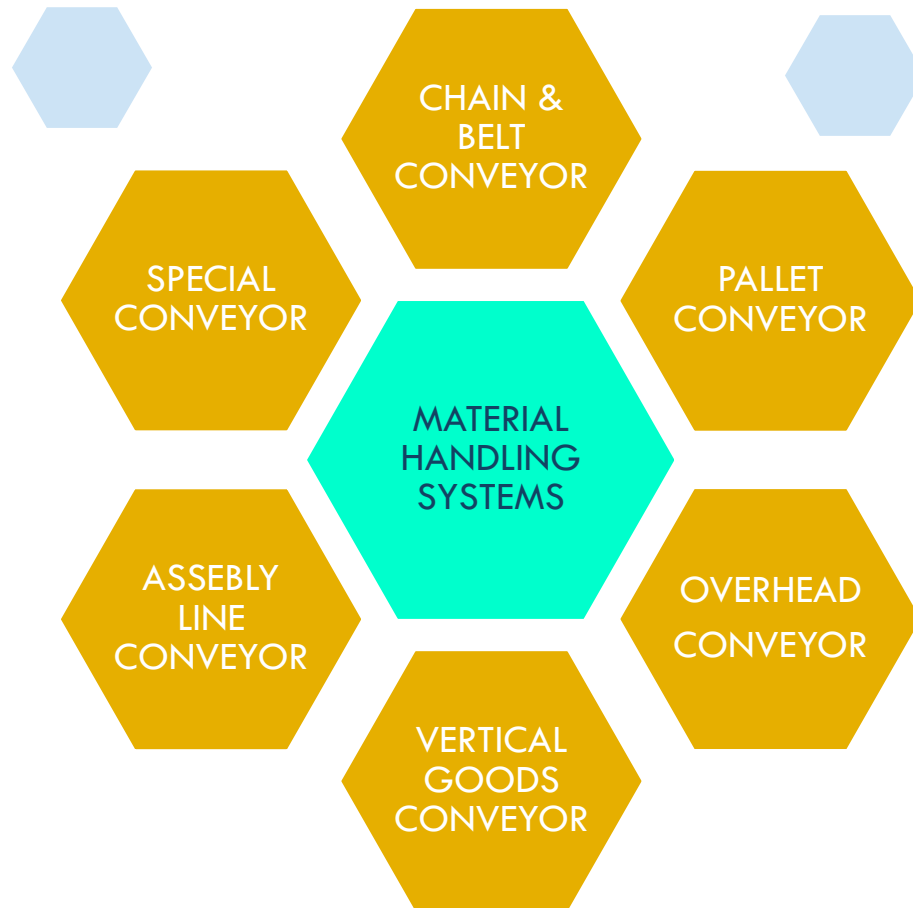 CHAIN &
BELT
CONVEYOR
SPECIAL
CONVEYOR
PALLET
CONVEYOR
MATERIAL
HANDLING
SYSTEMS
ASSEBLY
LINE
CONVEYOR
OVERHEAD
CONVEYOR
VERTICAL
GOODS
CONVEYOR